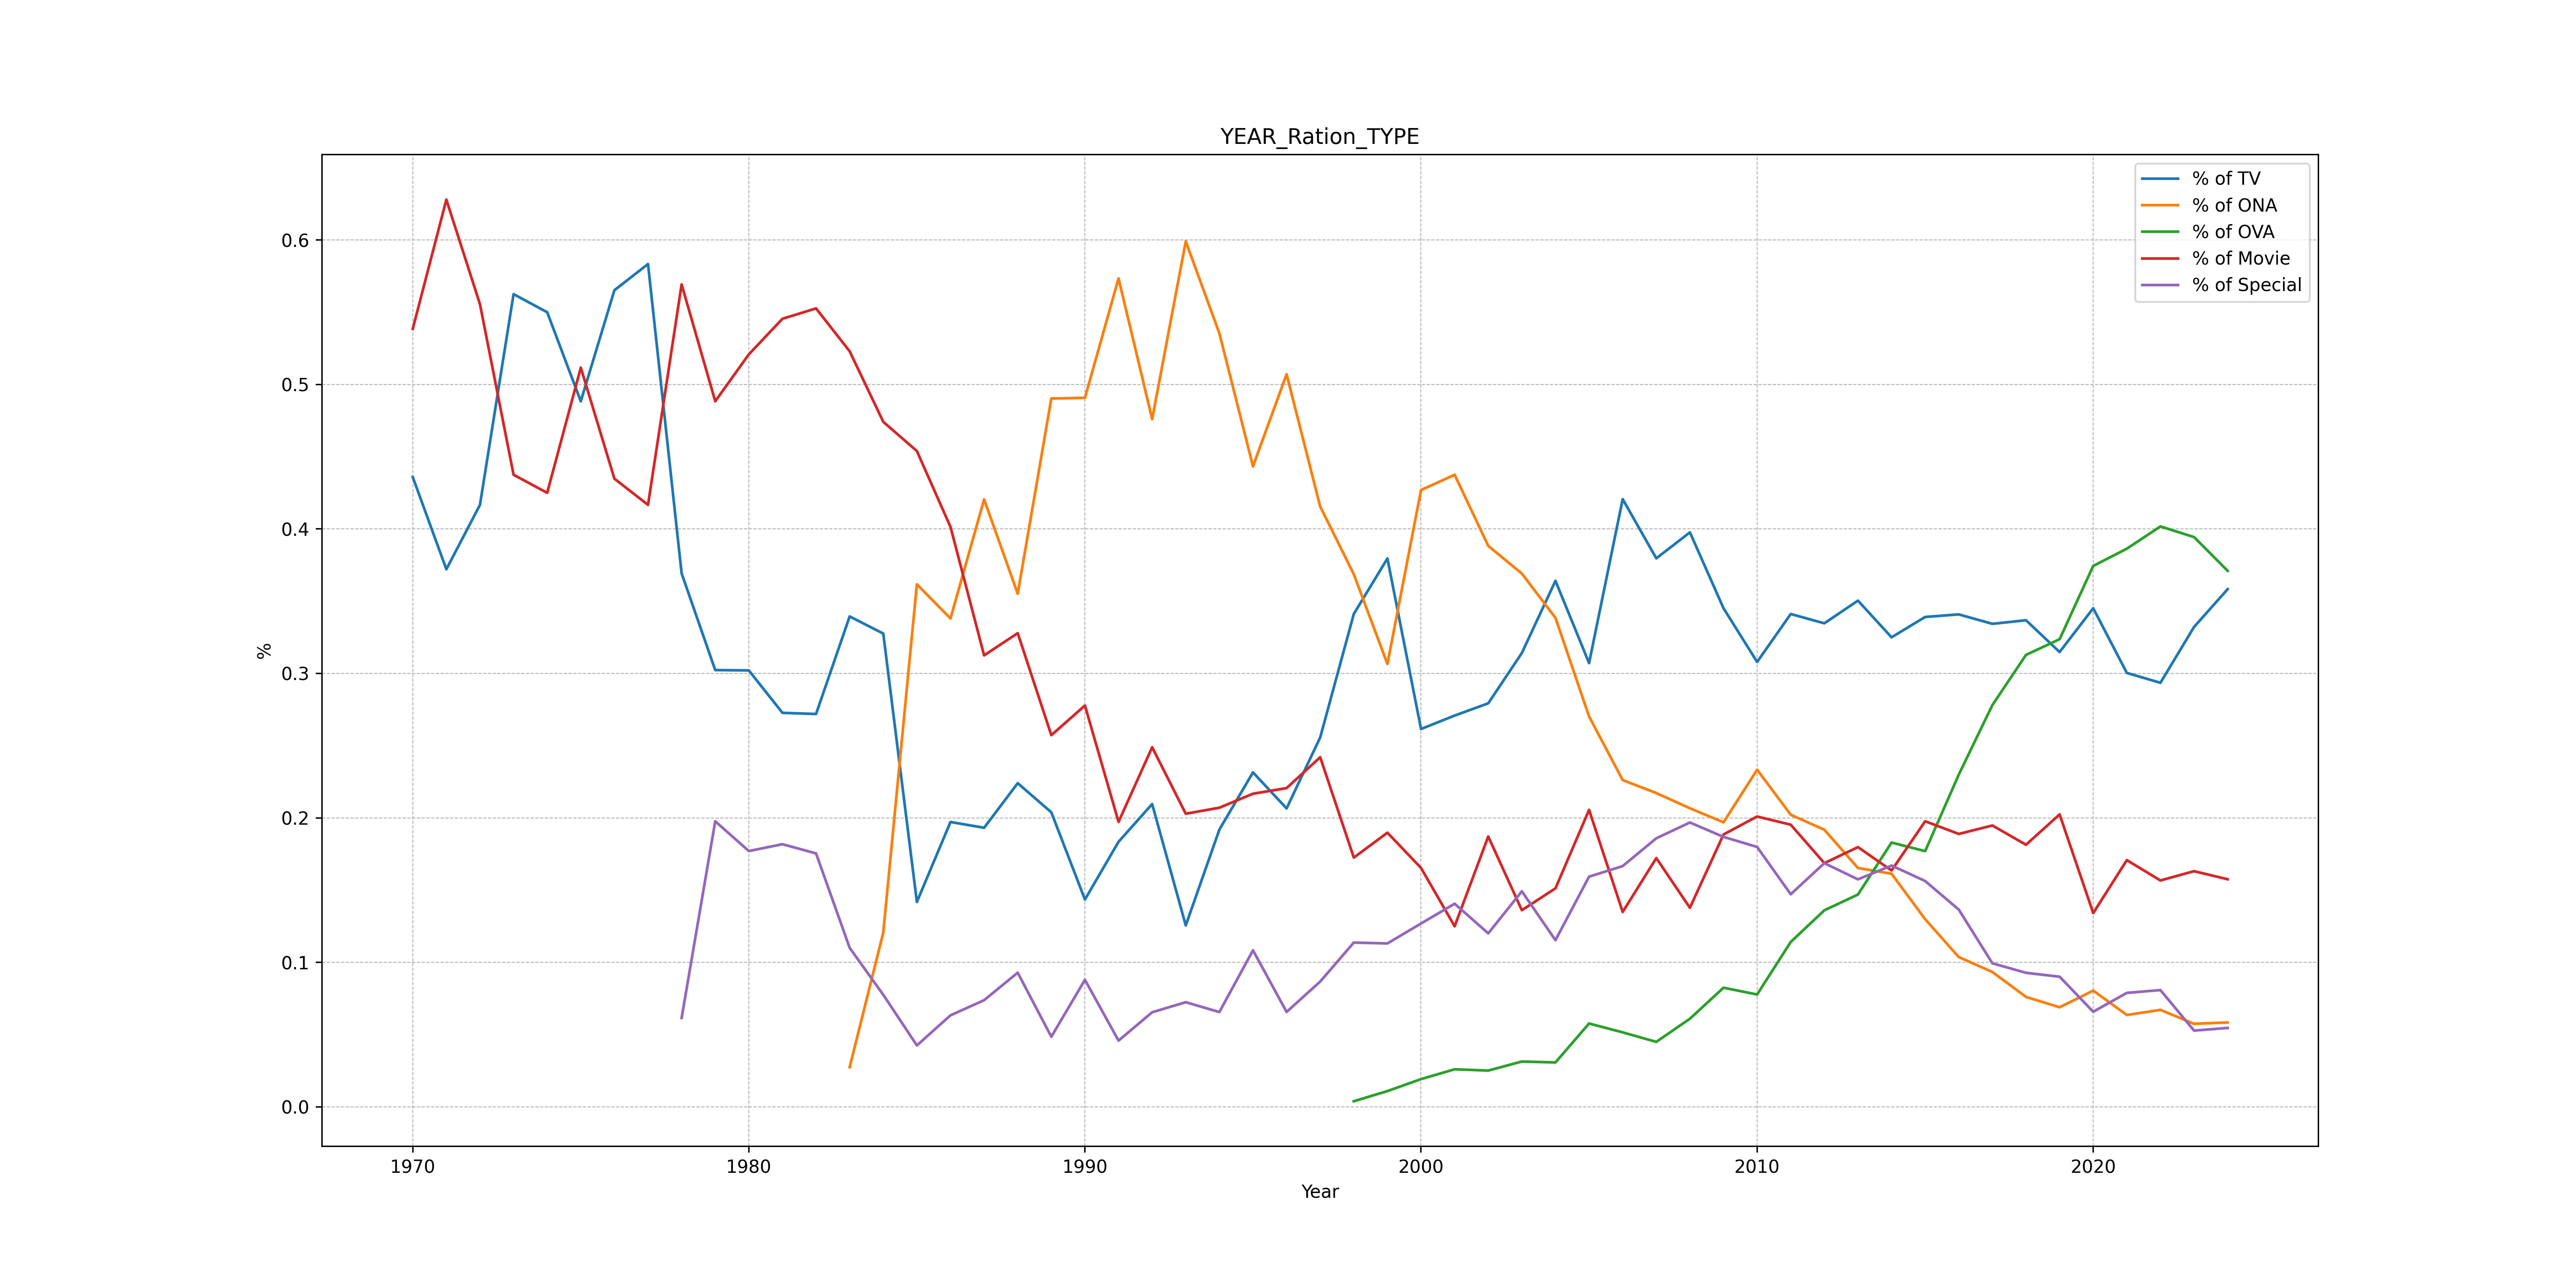 YEAR_Ration_TYPE
% of TV
% of ONA
% of OVA
% of Movie
% of Special
%
0.6
0.5
0.4
0.3
0.2
0.1
0.0
1970 1980 1990 2000 2010 2020
Year